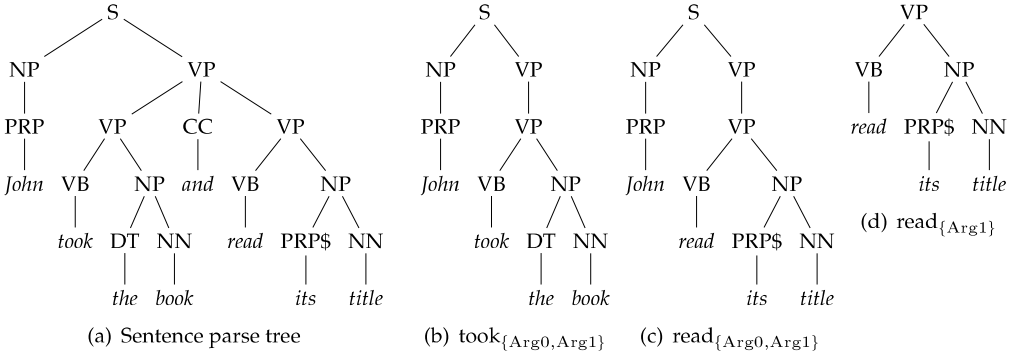 S S S VP
NP VP NP VP NP VP VB NP
PRP VP CC VP PRP VP PRP VP read PRP$ NN
John VB NP and VB NP John VB NP John VB NP its title
took DT NN read PRP$ NN took DT NN read PRP$ NN (d) read{Arg1}
the book its title the book its title
(a) Sentence parse tree (b) took{Arg0,Arg1} (c) read{Arg0,Arg1}